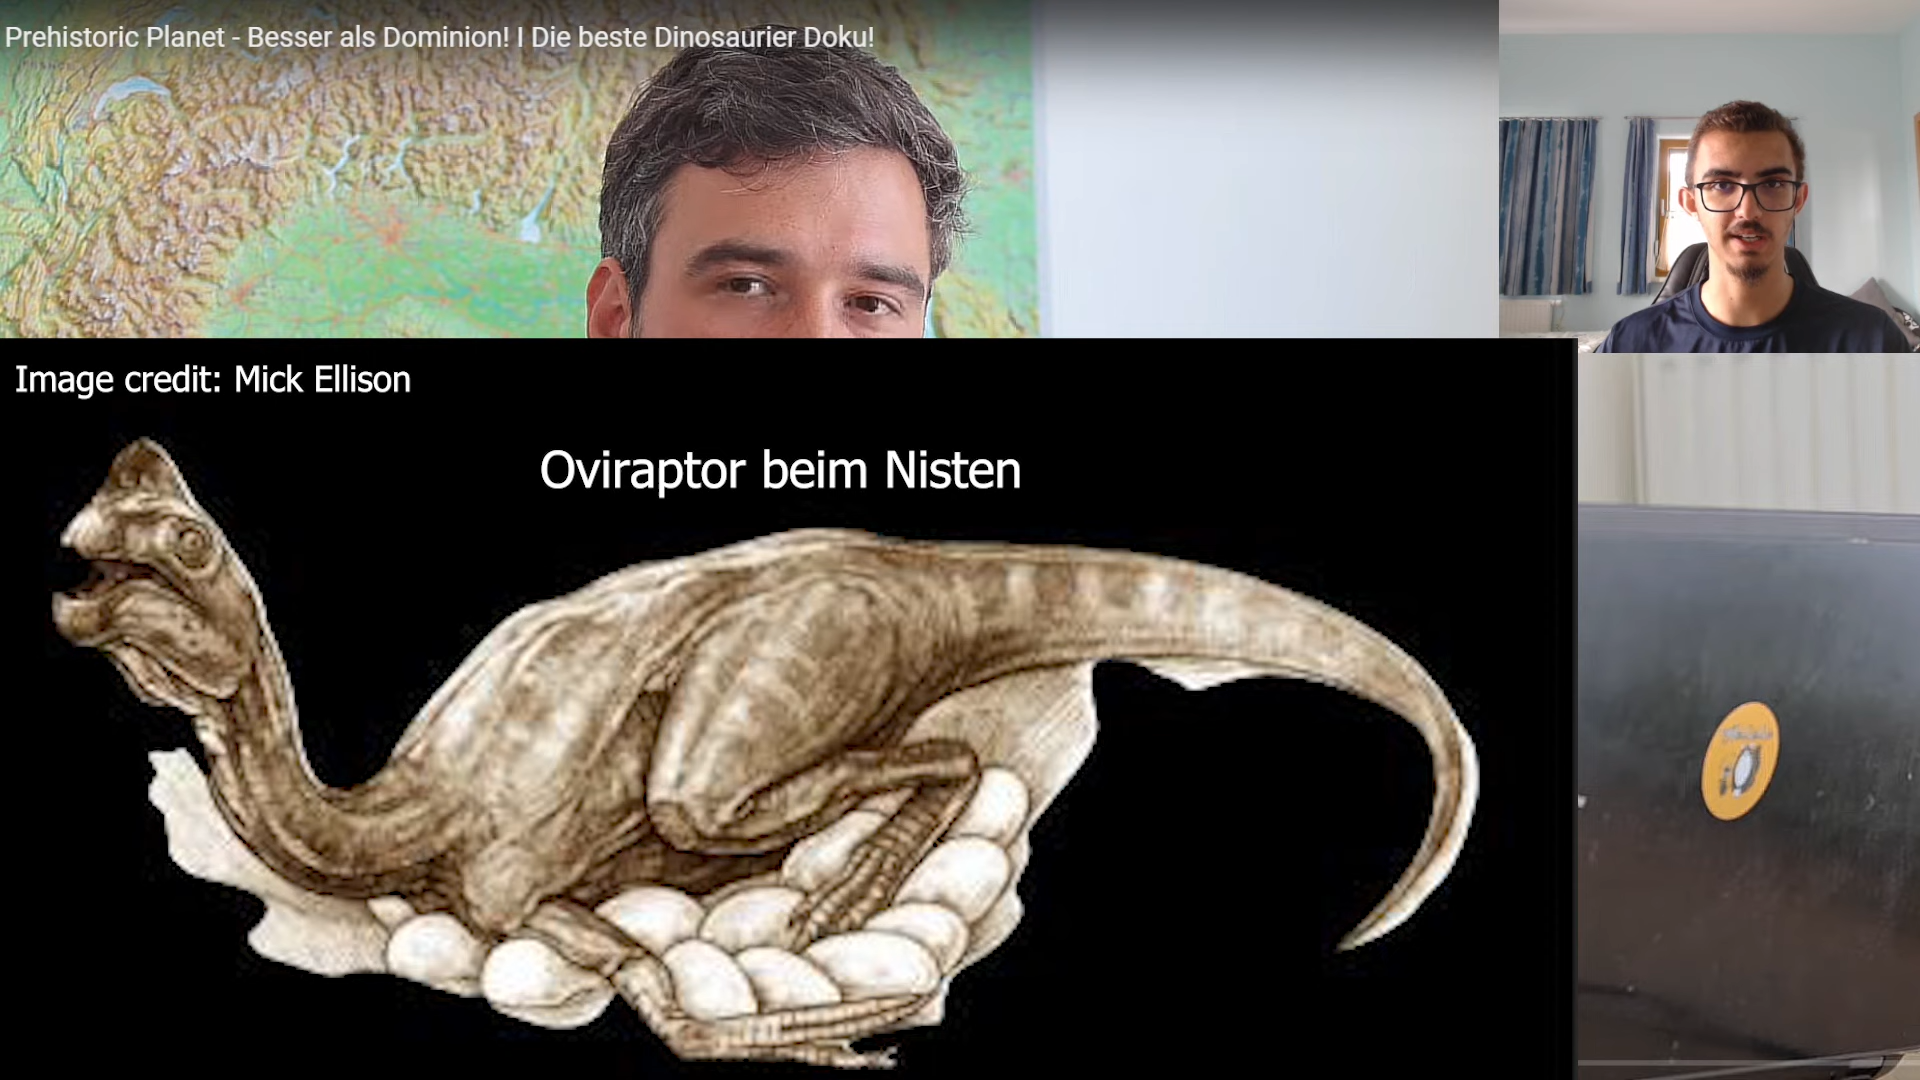 Prehistoric Planet - Besser als Dominion! I Die beste Dinosaurier Doku!
Image credit: Mick Ellison
Oviraptor beim Nisten